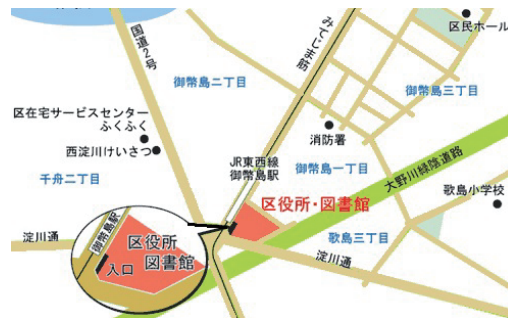 区民ホール
国道2号
みてじま筋
御幣島二丁目
御幣島三丁目
区在宅サービスセンター
ふくふく
西淀川けいさつ
消防署
JR東西線
御幣島駅
御幣島一丁目
大野川緑陰道路
千舟二丁目
区役所・図書館
歌島小学校
淀川通
御幣島駅
区役所
図書館
入口
歌島三丁目
淀川通